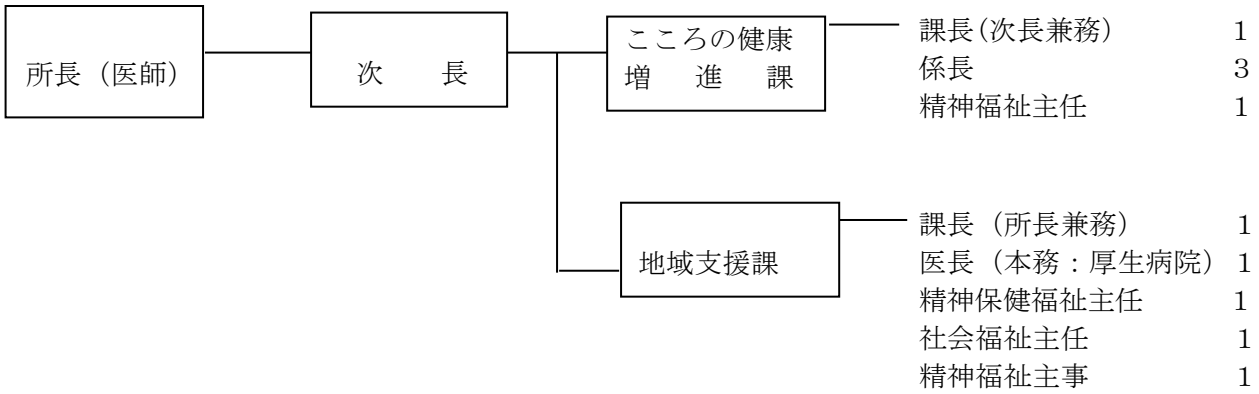 所長（医師）
次　　長
こころの健康
増　進　課
課長(次長兼務)　1
係長　3
精神福祉主任　1
地域支援課
課長（所長兼務）　1
医長（本務：厚生病院）　1
精神保健福祉主任　1
社会福祉主任　1
精神福祉主事　1